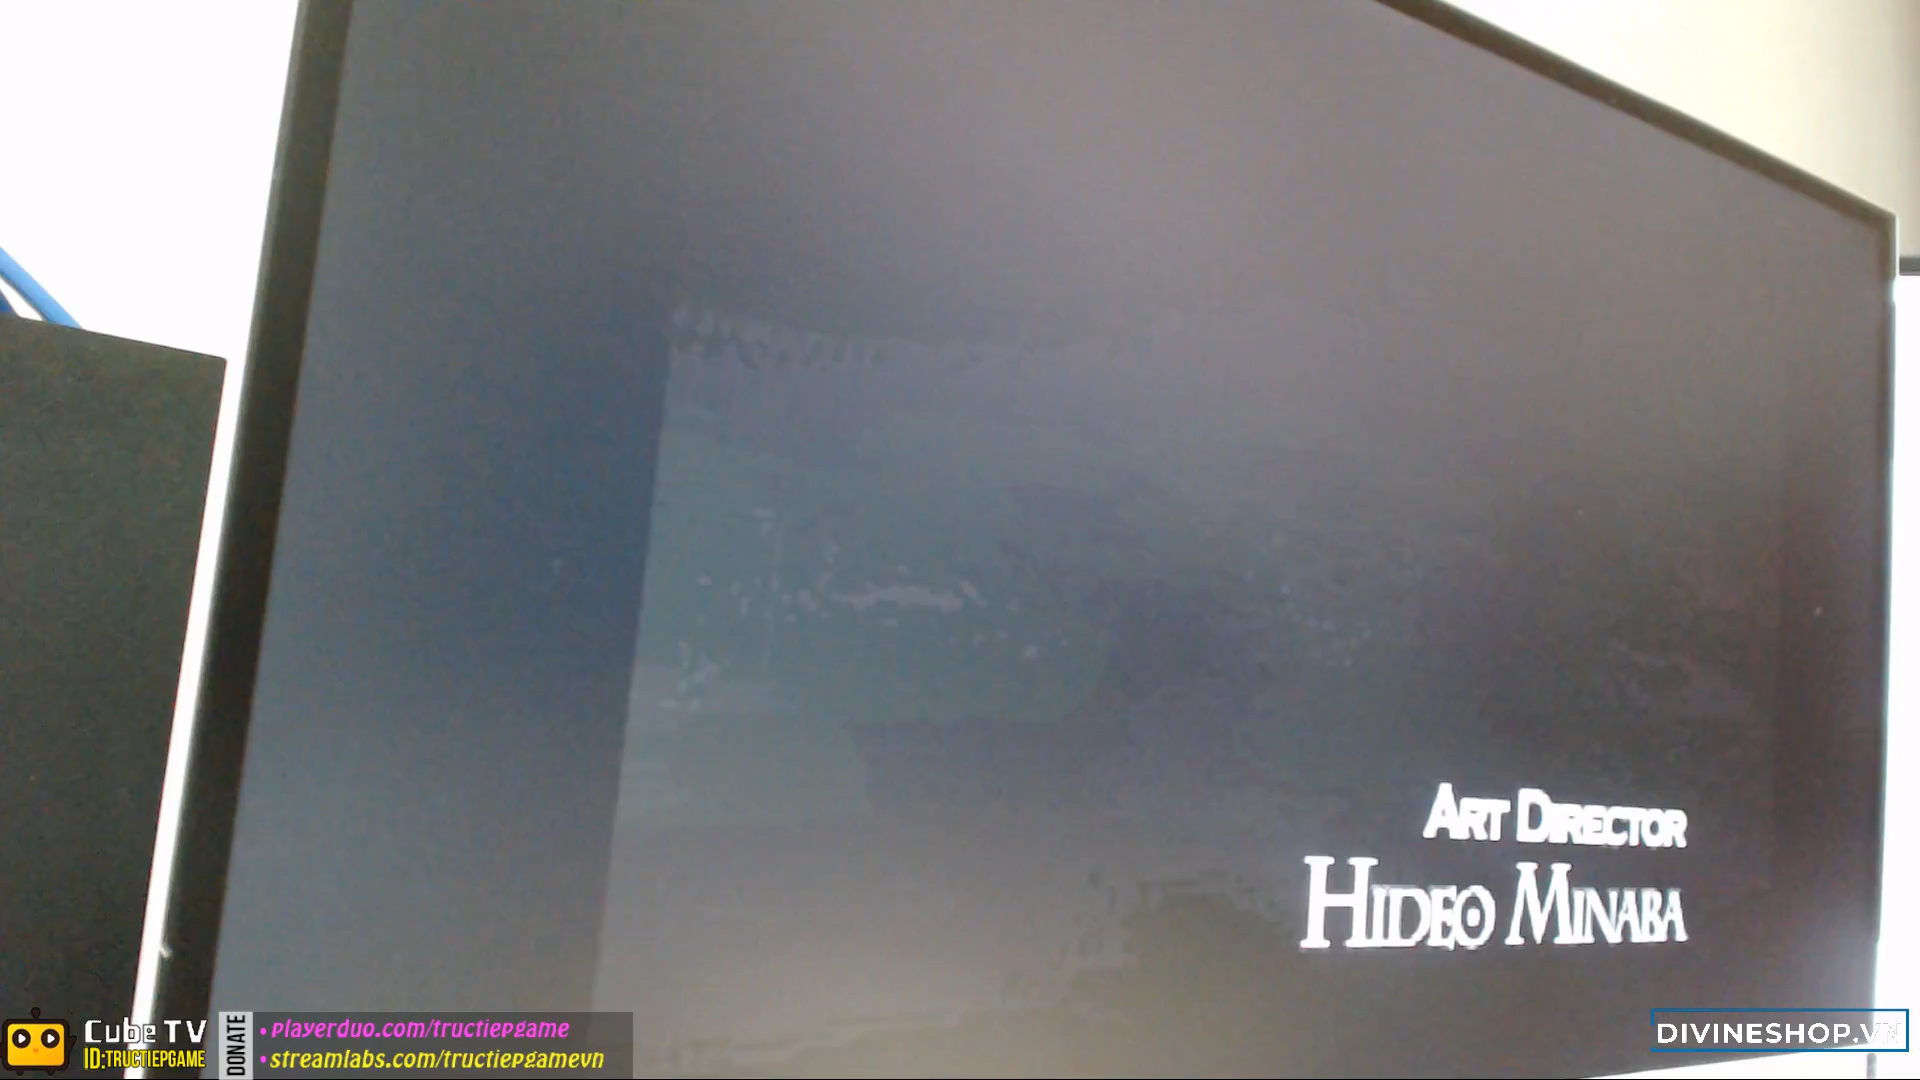 ART DIRECTOR
HIDEO MINABA
Cube TV
ID:TRUCTIEPGAME
DONATE
• playerduo.com/tructiepgame
• streamlabs.com/tructiepgamevn
DIVINESHOP.VN